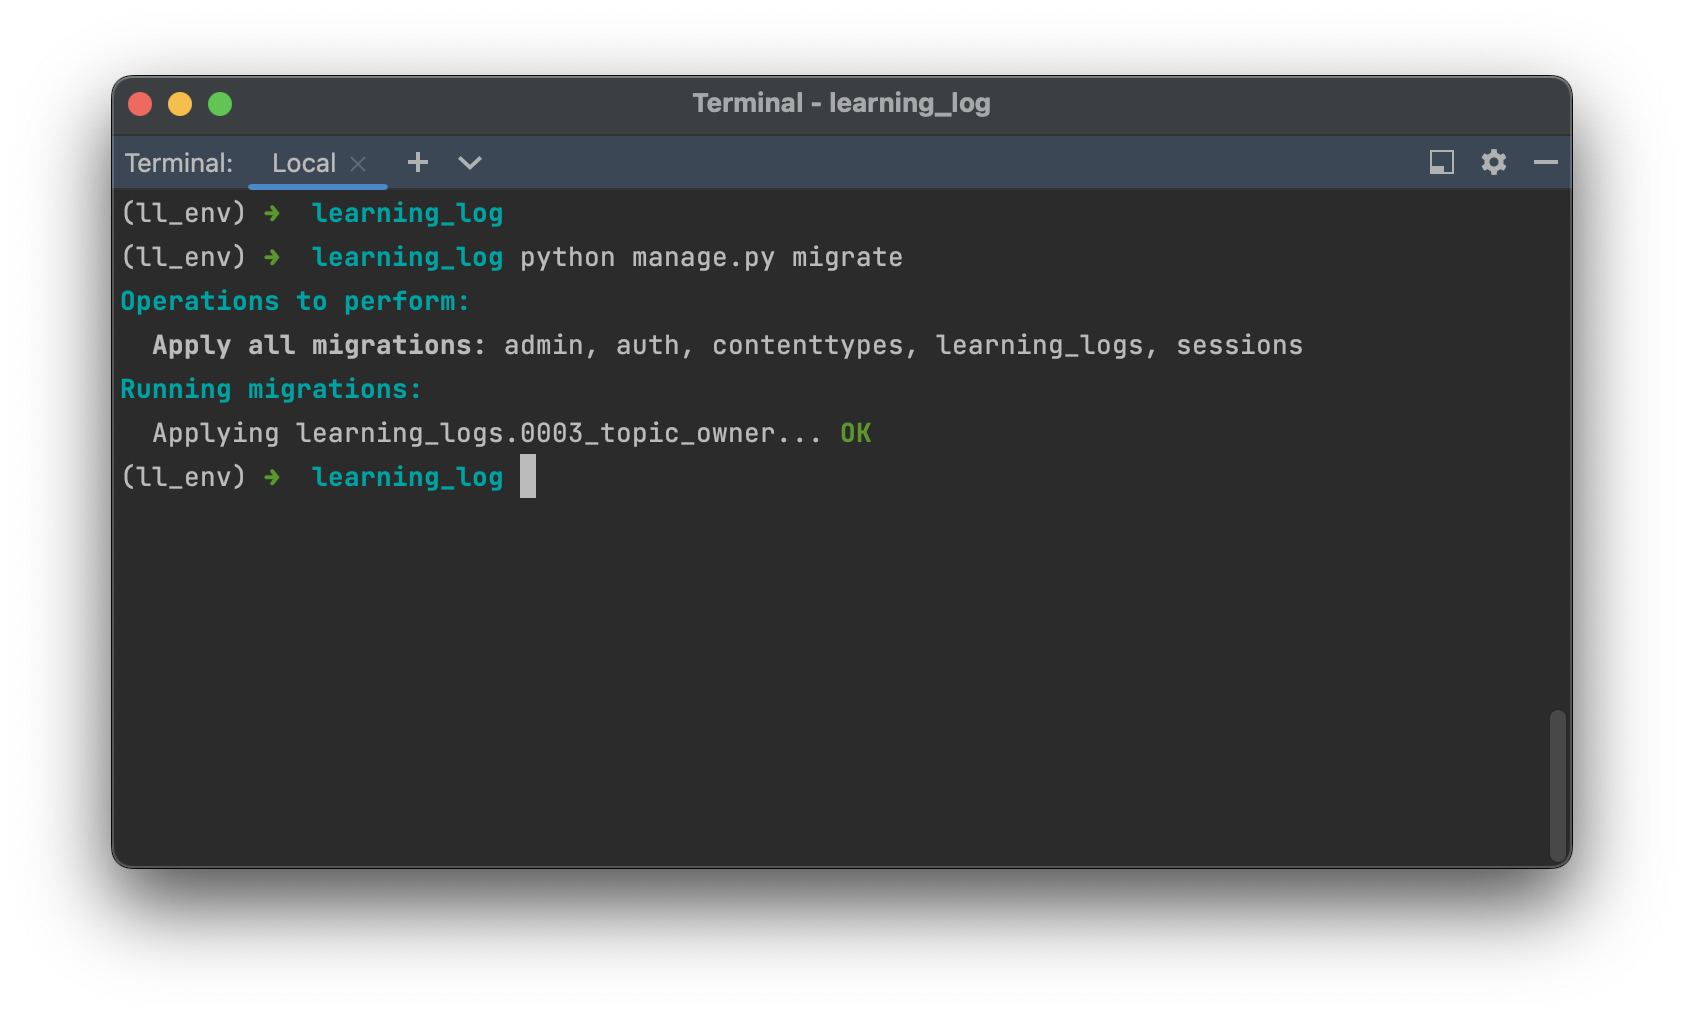 Terminal - learning_log
Terminal: Local
(ll_env) ➜ learning_log
(ll_env) ➜ learning_log python manage.py migrate
Operations to perform:
  Apply all migrations: admin, auth, contenttypes, learning_logs, sessions
Running migrations:
  Applying learning_logs.0003_topic_owner... OK
(ll_env) ➜ learning_log